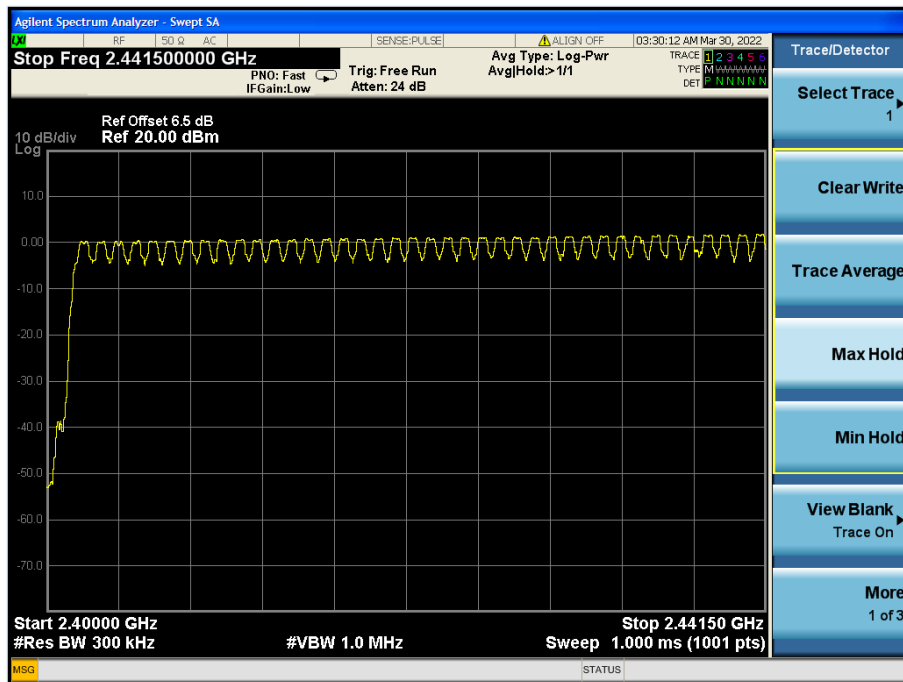 Agilent Spectrum Analyzer - Swept SA
LXI RF 50 Ω AC SENSE:PULSE ALIGN OFF 03:30:12 AM Mar 30, 2022
Stop Freq 2.441500000 GHz
PNO: Fast
IFGain:Low
Trig: Free Run
Atten: 24 dB
Avg Type: Log-Pwr
Avg|Hold:>1/1
TRACE 1 2 3 4 5 6
TYPE M
DET P N N N N N
Ref Offset 6.5 dB
10 dB/div Ref 20.00 dBm
Log
10.0
0.00
-10.0
-20.0
-30.0
-40.0
-50.0
-60.0
-70.0
Start 2.40000 GHz Stop 2.44150 GHz
#Res BW 300 kHz #VBW 1.0 MHz Sweep 1.000 ms (1001 pts)
MSG STATUS
Trace/Detector
Select Trace
1
Clear Write
Trace Average
Max Hold
Min Hold
View Blank
Trace On
More
1 of 3